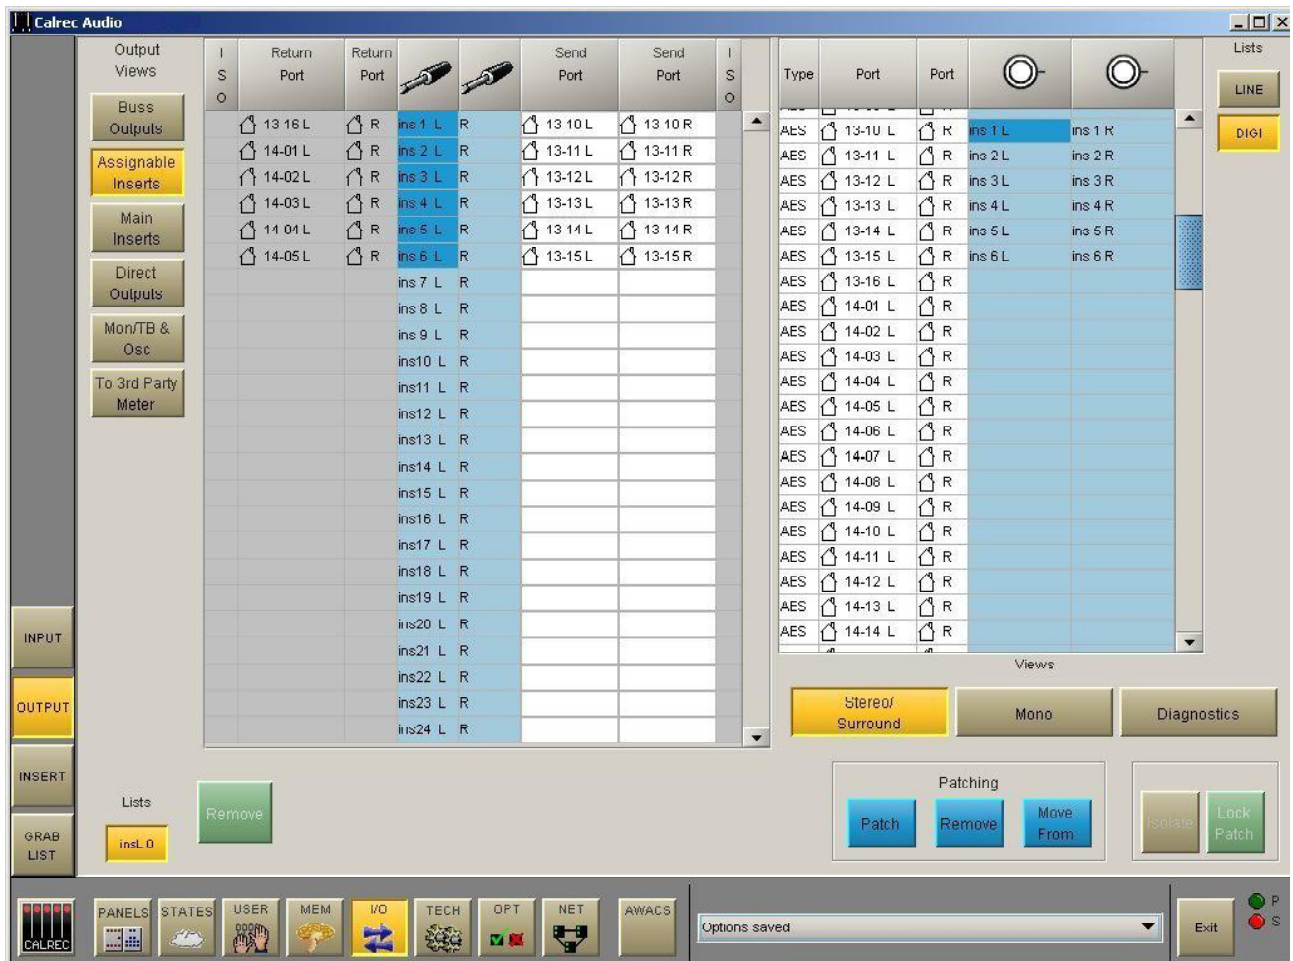 Calrec Audio
Output Views
Buss Outputs
Assignable Inserts
Main Inserts
Direct Outputs
Mon/TB & Osc
To 3rd Party Meter
I S O Return Port Return Port Send Port Send Port I S O
13 16 L R ins 1 L R 13 10 L 13 10 R
14-01 L R ins 2 L R 13-11 L 13-11 R
14-02 L R ins 3 L R 13-12 L 13-12 R
14-03 L R ins 4 L R 13-13 L 13-13 R
14 04 L R ins 5 L R 13 14 L 13 14 R
14-05 L R ins 6 L R 13-15 L 13-15 R
ins 7 L R
ins 8 L R
ins 9 L R
ins10 L R
ins11 L R
ins12 L R
ins13 L R
ins14 L R
ins15 L R
ins16 L R
ins17 L R
ins18 L R
ins19 L R
ins20 L R
ins21 L R
ins22 L R
ins23 L R
ins24 L R
Type Port Port
AES 13-10 L R ins 1 L ins 1 R
AES 13-11 L R ins 2 L ins 2 R
AES 13-12 L R ins 3 L ins 3 R
AES 13-13 L R ins 4 L ins 4 R
AES 13-14 L R ins 5 L ins 5 R
AES 13-15 L R ins 6 L ins 6 R
AES 13-16 L R
AES 14-01 L R
AES 14-02 L R
AES 14-03 L R
AES 14-04 L R
AES 14-05 L R
AES 14-06 L R
AES 14-07 L R
AES 14-08 L R
AES 14-09 L R
AES 14-10 L R
AES 14-11 L R
AES 14-12 L R
AES 14-13 L R
AES 14-14 L R
Lists
LINE
DIGI
Views
Stereo/ Surround
Mono
Diagnostics
INPUT
OUTPUT
INSERT
GRAB LIST
Lists
insL 0
Remove
Patching
Patch
Remove
Move From
Isolate
Lock Patch
CALREC
PANELS
STATES
USER
MEM
I/O
TECH
OPT
NET
AWACS
Options saved
Exit
P
S